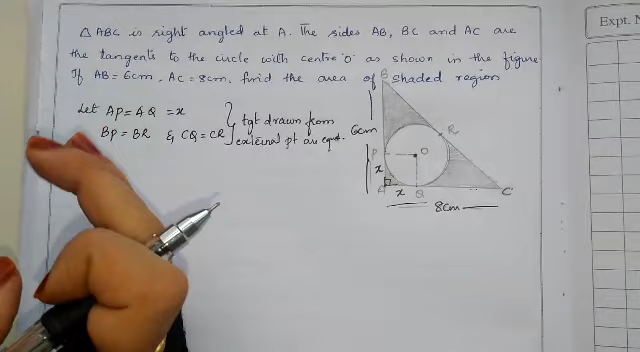 △ ABC is right angled at A. The sides AB, BC and AC are
the tangents to the circle with centre 'O' as shown in the figure
If AB = 6cm, AC = 8cm. find the area of shaded region
Let AP = AQ = x
BP = BR & CQ = CR
tgt drawn from
external pt are equl.
B
6cm
R
P
O
x
A
x
Q
C
8cm
Expt. N